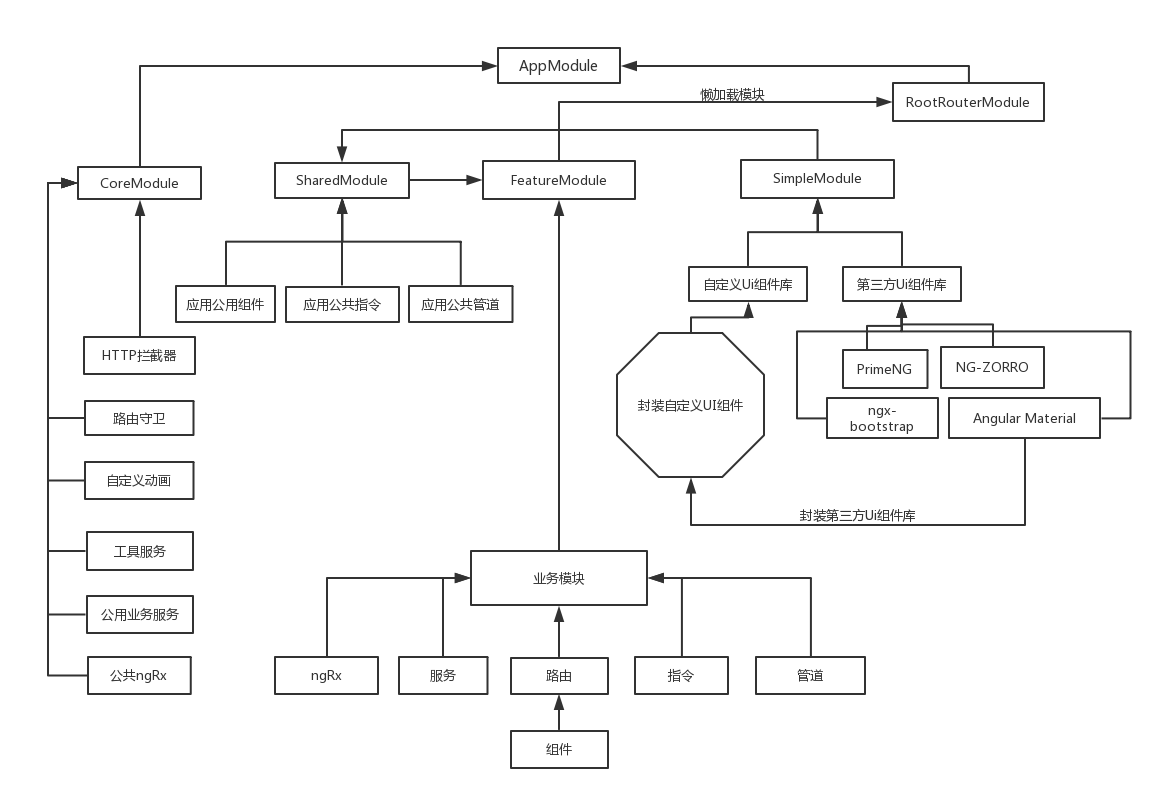 AppModule
懒加载模块
RootRouterModule
CoreModule
SharedModule
FeatureModule
SimpleModule
自定义Ui组件库
第三方Ui组件库
应用公用组件
应用公共指令
应用公共管道
HTTP拦截器
PrimeNG
NG-ZORRO
封装自定义UI组件
ngx-
bootstrap
Angular Material
路由守卫
自定义动画
封装第三方Ui组件库
工具服务
业务模块
公用业务服务
公共ngRx
ngRx
服务
路由
指令
管道
组件